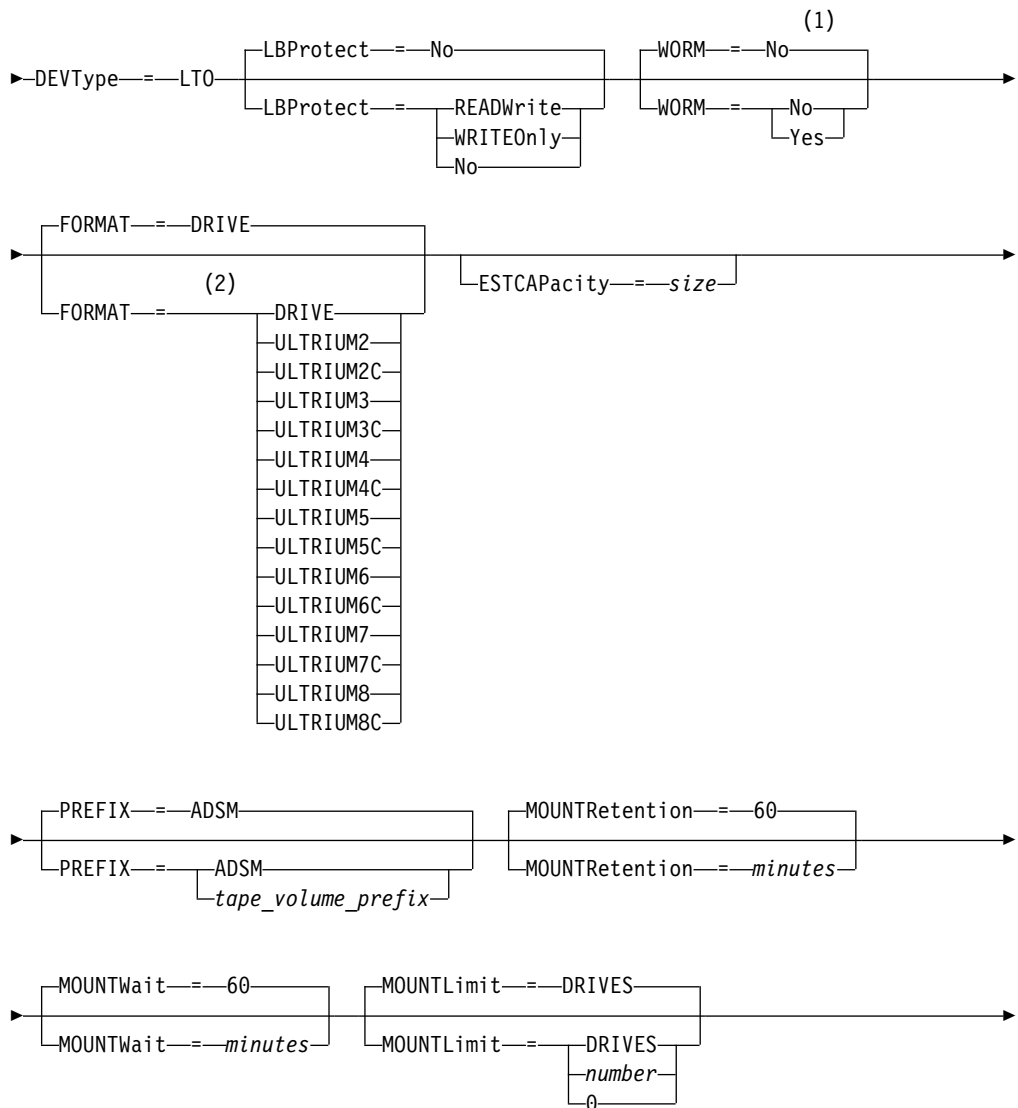 (1)
LBProtect = No WORM = No
DEVType = LTO
LBProtect = READWrite WORM = No
WRITEOnly Yes
No
FORMAT = DRIVE
(2) ESTCAPacity = size
FORMAT = DRIVE
ULTRIUM2
ULTRIUM2C
ULTRIUM3
ULTRIUM3C
ULTRIUM4
ULTRIUM4C
ULTRIUM5
ULTRIUM5C
ULTRIUM6
ULTRIUM6C
ULTRIUM7
ULTRIUM7C
ULTRIUM8
ULTRIUM8C
PREFIX = ADSM MOUNTRetention = 60
PREFIX = ADSM MOUNTRetention = minutes
tape_volume_prefix
MOUNTWait = 60 MOUNTLimit = DRIVES
MOUNTWait = minutes MOUNTLimit = DRIVES
number
0